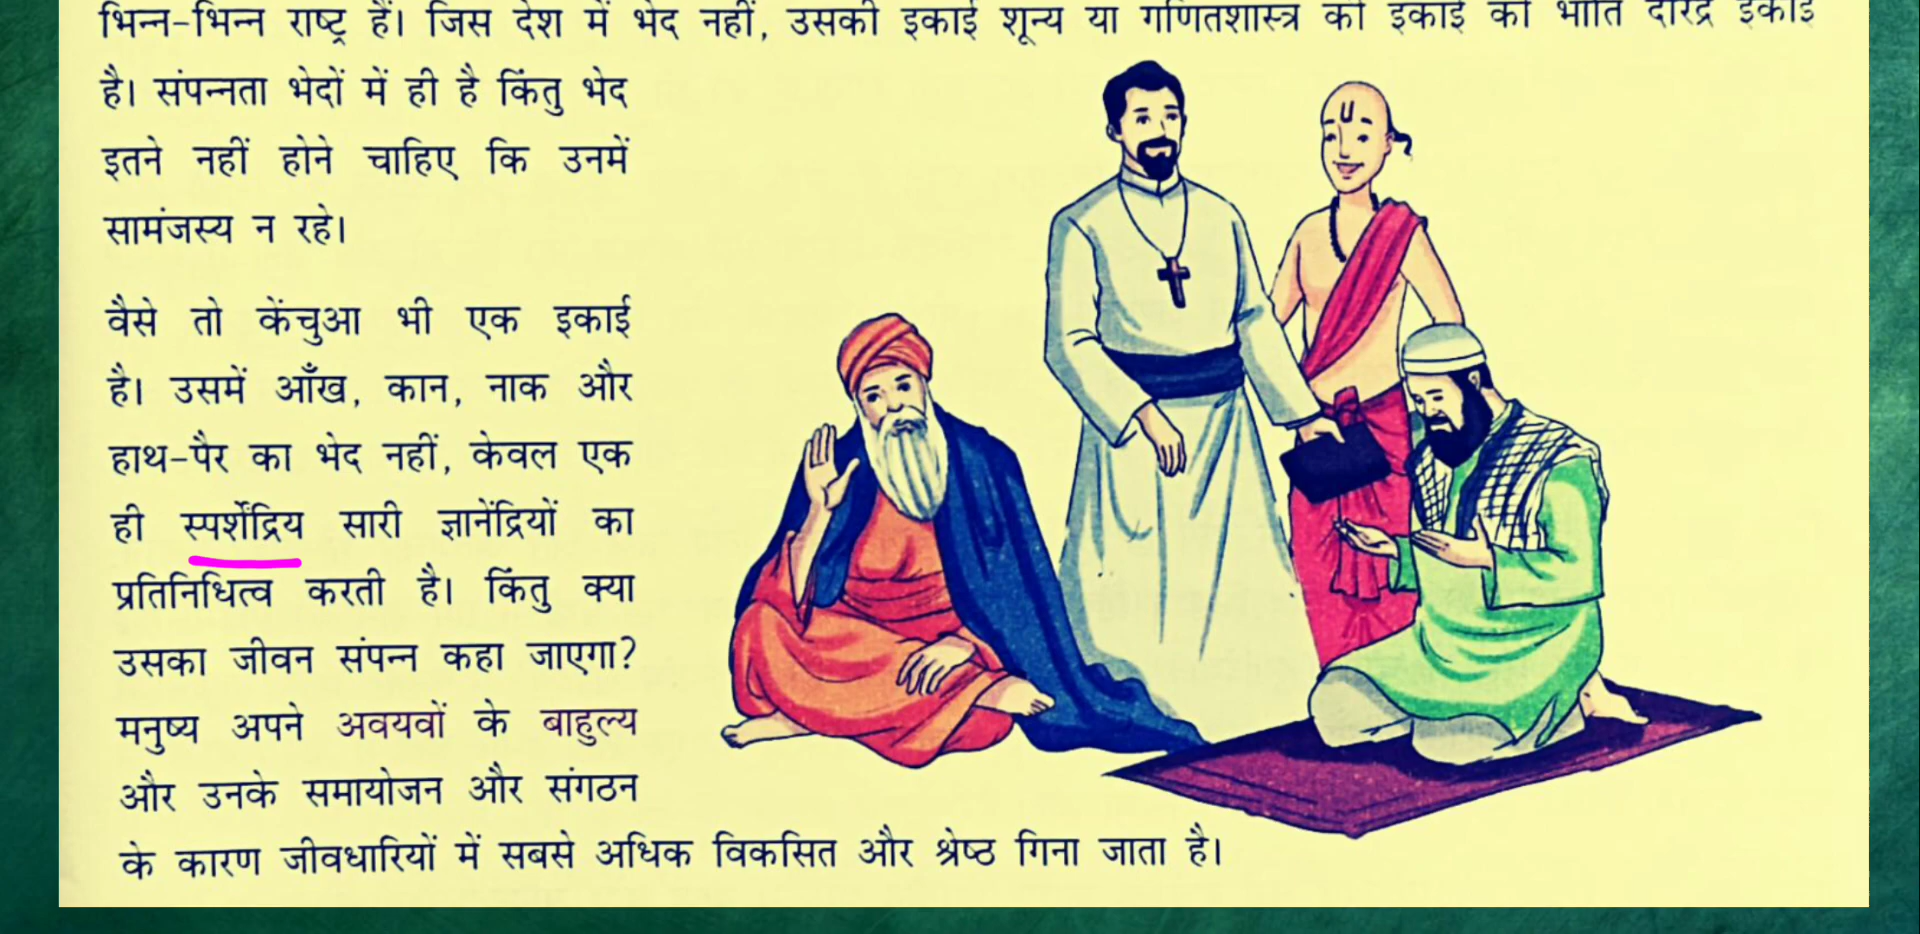 भिन्न-भिन्न राष्ट्र हैं। जिस देश में भेद नहीं, उसकी इकाई शून्य या गणितशास्त्र की इकाई की भाँति दरिद्र इकाई
है। संपन्नता भेदों में ही है किंतु भेद
इतने नहीं होने चाहिए कि उनमें
सामंजस्य न रहे।
वैसे तो केंचुआ भी एक इकाई
है। उसमें आँख, कान, नाक और
हाथ-पैर का भेद नहीं, केवल एक
ही स्पर्शेंद्रिय सारी ज्ञानेंद्रियों का
प्रतिनिधित्व करती है। किंतु क्या
उसका जीवन संपन्न कहा जाएगा?
मनुष्य अपने अवयवों के बाहुल्य
और उनके समायोजन और संगठन
के कारण जीवधारियों में सबसे अधिक विकसित और श्रेष्ठ गिना जाता है।